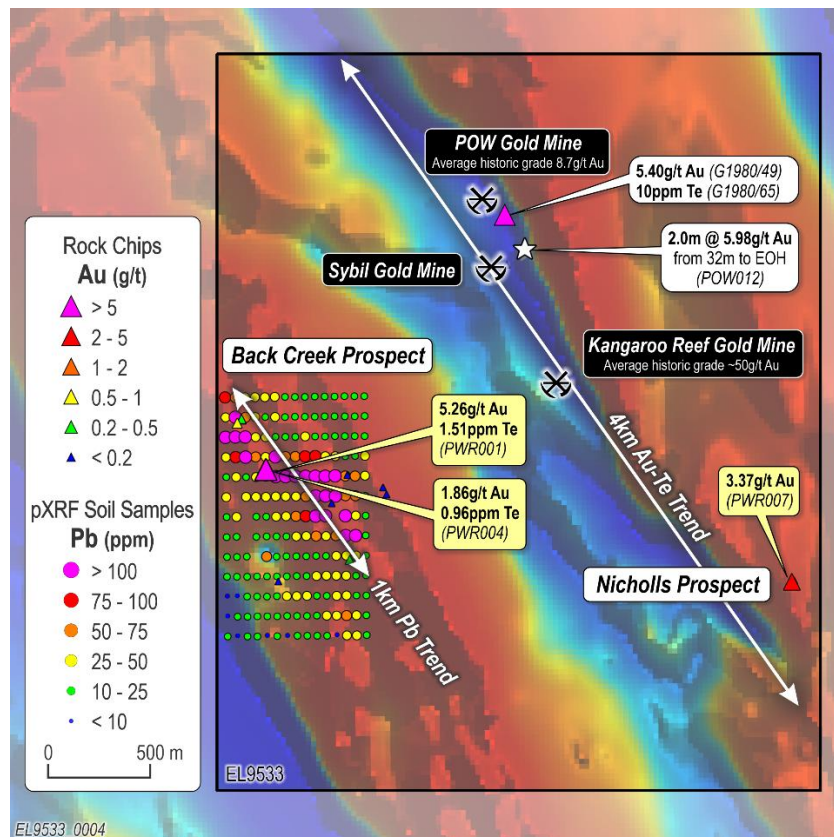 POW Gold Mine
Average historic grade 8.7g/t Au
5.40g/t Au (G1980/49)
10ppm Te (G1980/65)
2.0m @ 5.98g/t Au
from 32m to EOH
(POW012)
Sybil Gold Mine
Kangaroo Reef Gold Mine
Average historic grade ~50g/t Au
Back Creek Prospect
5.26g/t Au
1.51ppm Te
(PWR001)
1.86g/t Au
0.96ppm Te
(PWR004)
4km Au-Te Trend
3.37g/t Au
(PWR007)
Nicholls Prospect
1km Pb Trend
Rock Chips
Au (g/t)
> 5
2 - 5
1 - 2
0.5 - 1
0.2 - 0.5
< 0.2
pXRF Soil Samples
Pb (ppm)
> 100
75 - 100
50 - 75
25 - 50
10 - 25
< 10
0 500 m
EL9533
EL9533_0004